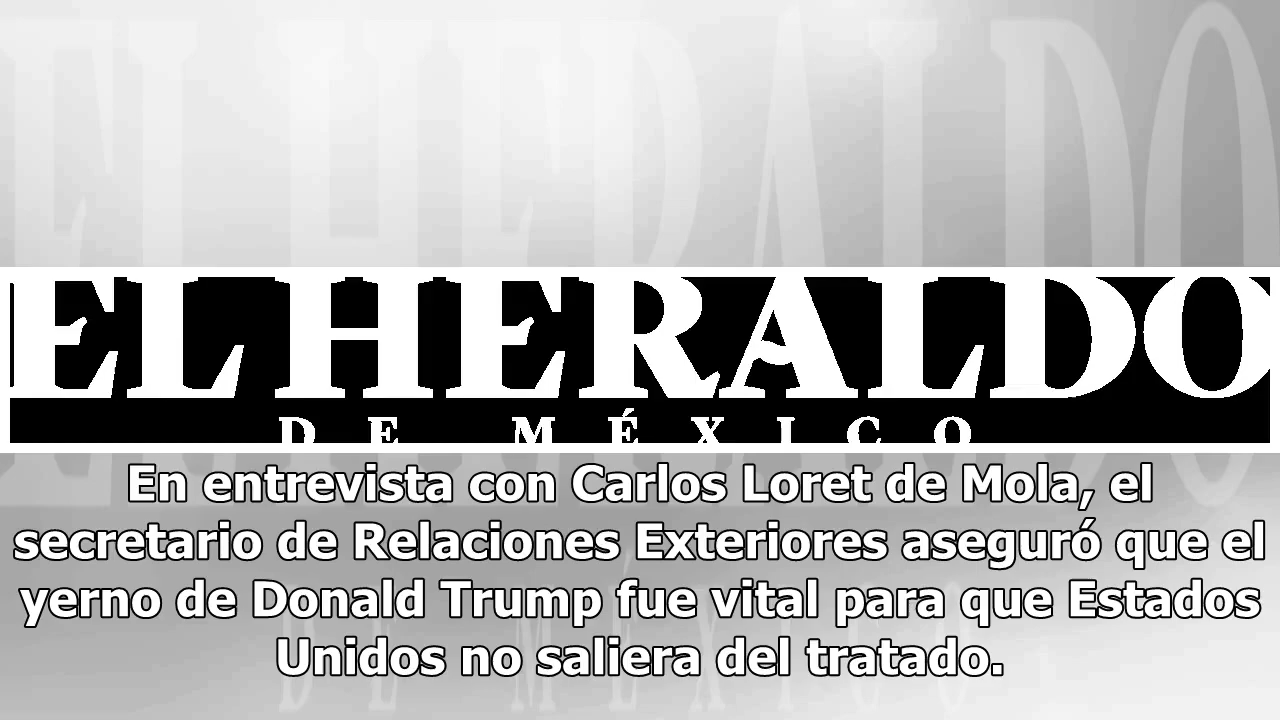 EL HERALDO
DE MÉXICO
En entrevista con Carlos Loret de Mola, el
secretario de Relaciones Exteriores aseguró que el
yerno de Donald Trump fue vital para que Estados
Unidos no saliera del tratado.